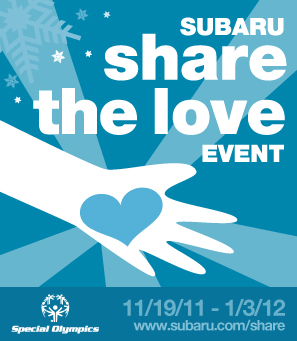 SUBARU
share
the love
EVENT
Special Olympics
11/19/11 - 1/3/12
www.subaru.com/share